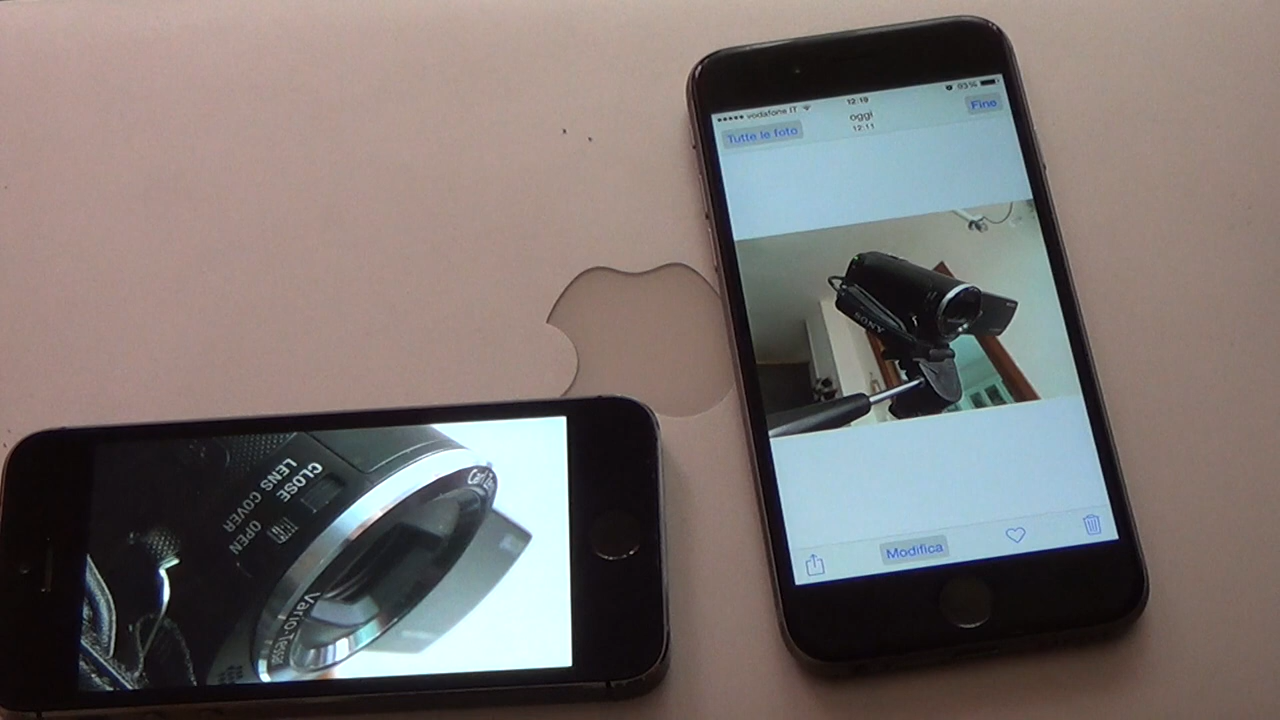 vodafone IT 12:19 93%
Tutte le foto
oggi
12:11
Fine
SONY
Modifica
CLOSE
LENS COVER
OPEN
Vario-Tessar